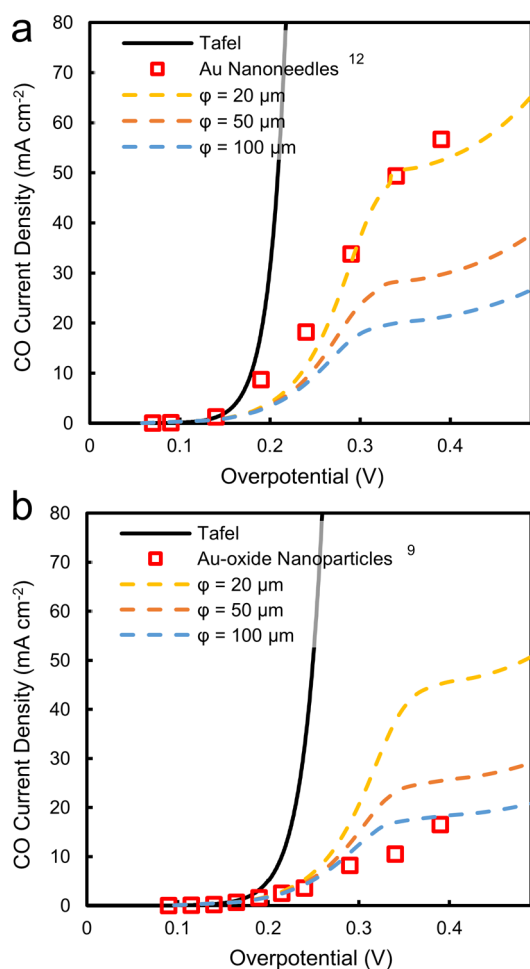 a
80
70
60
50
40
30
20
10
0
CO Current Density (mA cm-2)
Tafel
Au Nanoneedles 12
φ = 20 μm
φ = 50 μm
φ = 100 μm
0 0.1 0.2 0.3 0.4
Overpotential (V)
b
80
70
60
50
40
30
20
10
0
CO Current Density (mA cm-2)
Tafel
Au-oxide Nanoparticles 9
φ = 20 μm
φ = 50 μm
φ = 100 μm
0 0.1 0.2 0.3 0.4
Overpotential (V)